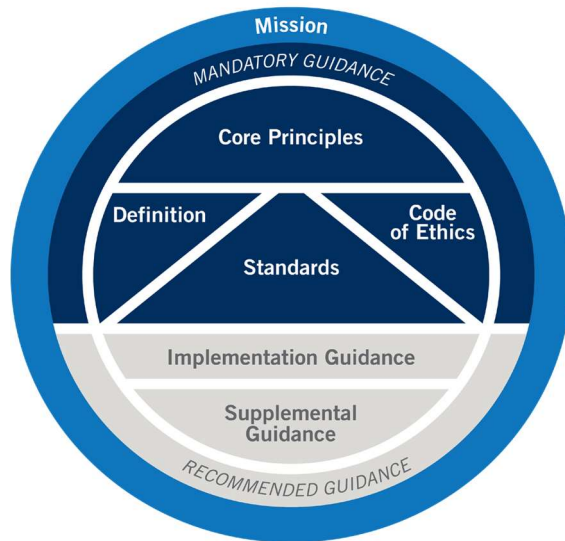 Mission
MANDATORY GUIDANCE
Core Principles
Definition
Code
of Ethics
Standards
Implementation Guidance
Supplemental
Guidance
RECOMMENDED GUIDANCE